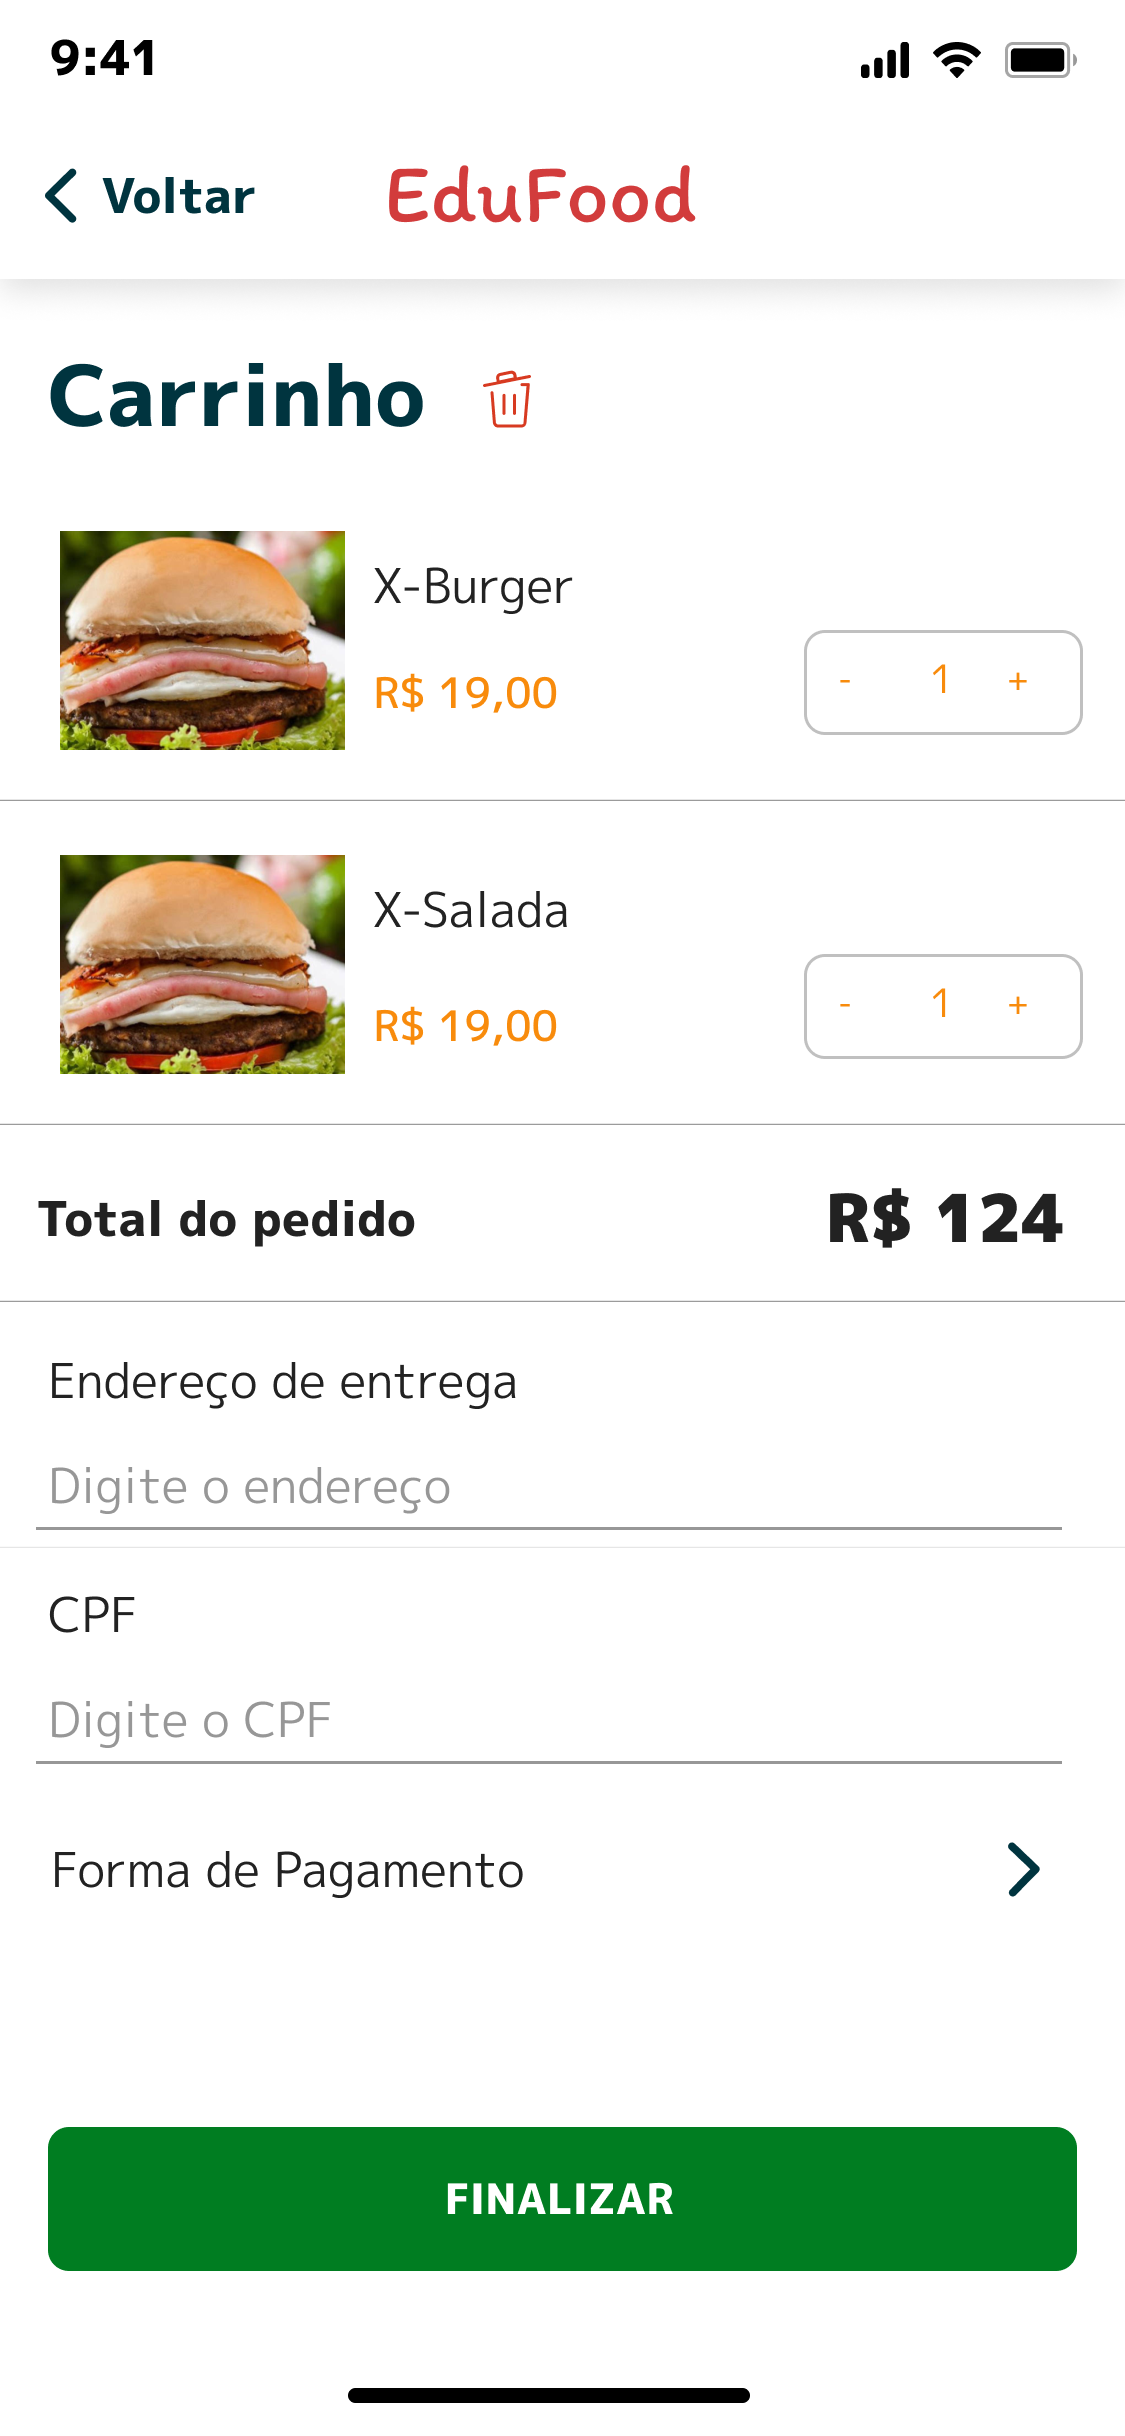 9:41
Voltar
EduFood
Carrinho
X-Burger
R$ 19,00
- 1 +
X-Salada
R$ 19,00
- 1 +
Total do pedido R$ 124
Endereço de entrega
Digite o endereço
CPF
Digite o CPF
Forma de Pagamento
FINALIZAR